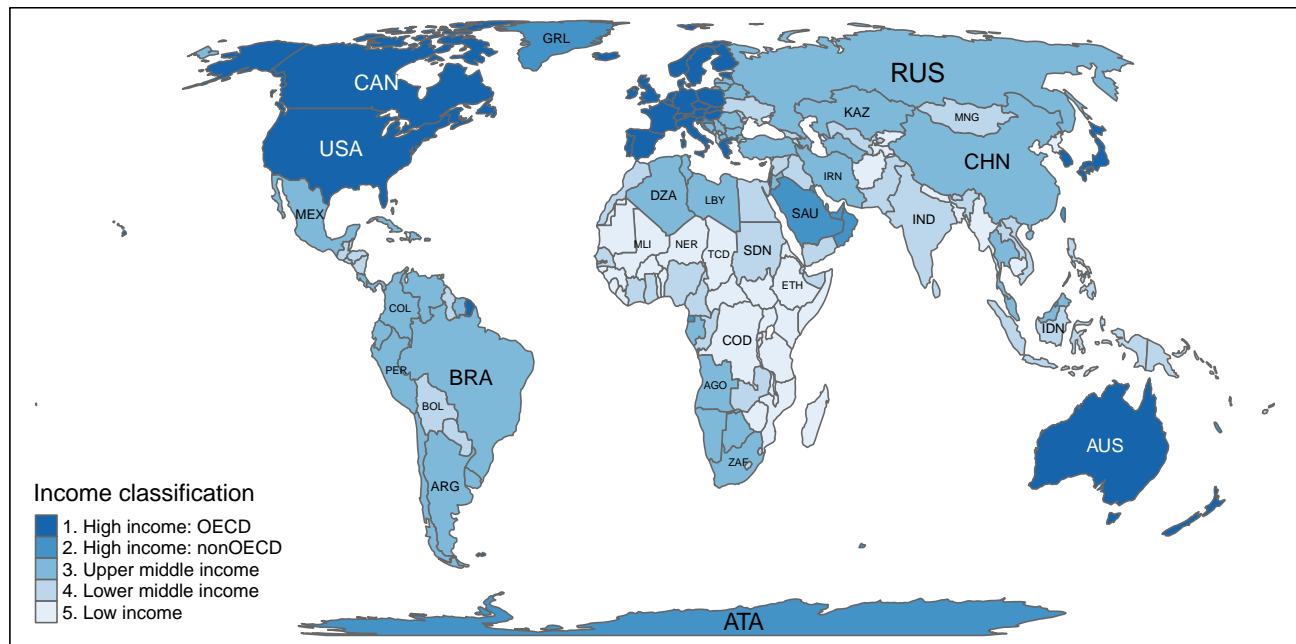 GRL
CAN
RUS
KAZ
MNG
USA
CHN
IRN
DZA
LBY
MEX
SAU
IND
MLI
NER
TCD
SDN
ETH
COL
IDN
COD
PER
BRA
AGO
BOL
AUS
ZAF
ARG
Income classification
1. High income: OECD
2. High income: nonOECD
3. Upper middle income
4. Lower middle income
5. Low income
ATA